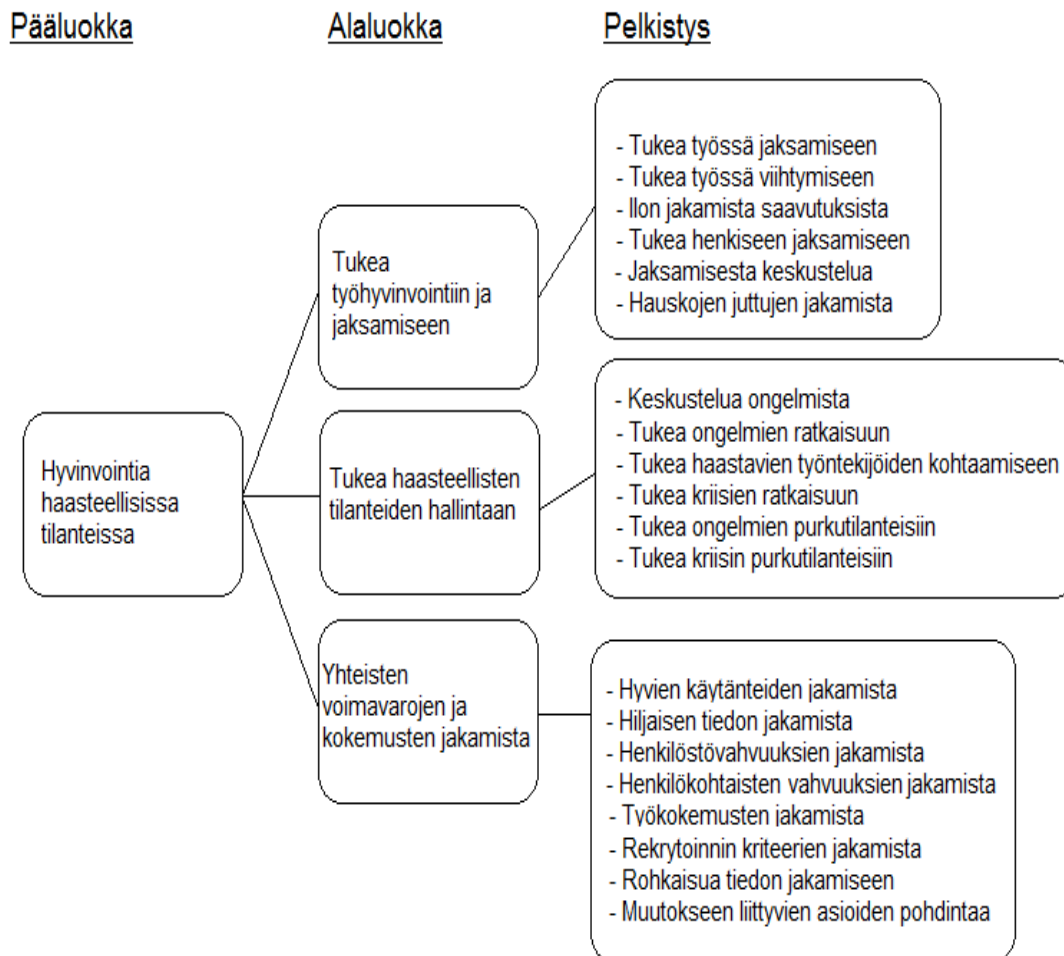 Pääluokka
Alaluokka
Pelkistys
Hyvinvointia
haasteellisissa
tilanteissa
Tukea
työhyvinvointiin ja
jaksamiseen
- Tukea työssä jaksamiseen
- Tukea työssä viihtymiseen
- Ilon jakamista saavutuksista
- Tukea henkiseen jaksamiseen
- Jaksamisesta keskustelua
- Hauskojen juttujen jakamista
Tukea haasteellisten
tilanteiden hallintaan
- Keskustelua ongelmista
- Tukea ongelmien ratkaisuun
- Tukea haastavien työntekijöiden kohtaamiseen
- Tukea kriisien ratkaisuun
- Tukea ongelmien purkutilanteisiin
- Tukea kriisin purkutilanteisiin
Yhteisten
voimavarojen ja
kokemusten jakamista
- Hyvien käytänteiden jakamista
- Hiljaisen tiedon jakamista
- Henkilöstövahvuuksien jakamista
- Henkilökohtaisten vahvuuksien jakamista
- Työkokemusten jakamista
- Rekrytoinnin kriteerien jakamista
- Rohkaisua tiedon jakamiseen
- Muutokseen liittyvien asioiden pohdintaa